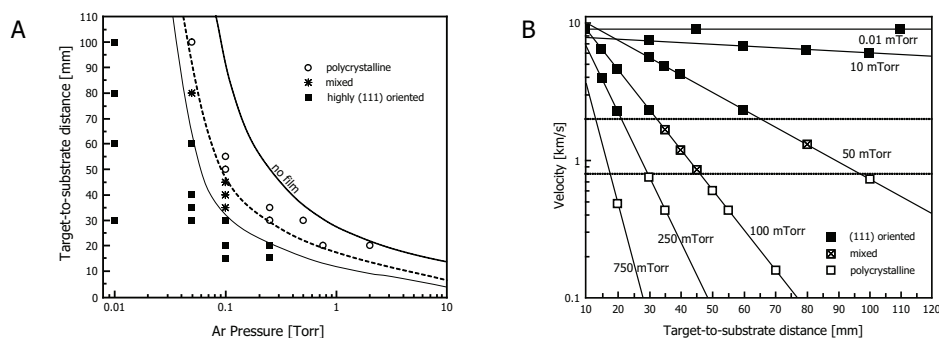 A
110
100
90
80
70
60
50
40
30
20
10
0
Target-to-substrate distance [mm]
polycrystalline
mixed
highly (111) oriented
no film
0.01
0.1
1
10
Ar Pressure [Torr]
B
10
1
0.1
Velocity [km/s]
0.01 mTorr
10 mTorr
50 mTorr
100 mTorr
250 mTorr
750 mTorr
(111) oriented
mixed
polycrystalline
10 20 30 40 50 60 70 80 90 100 110 120
Target-to-substrate distance [mm]